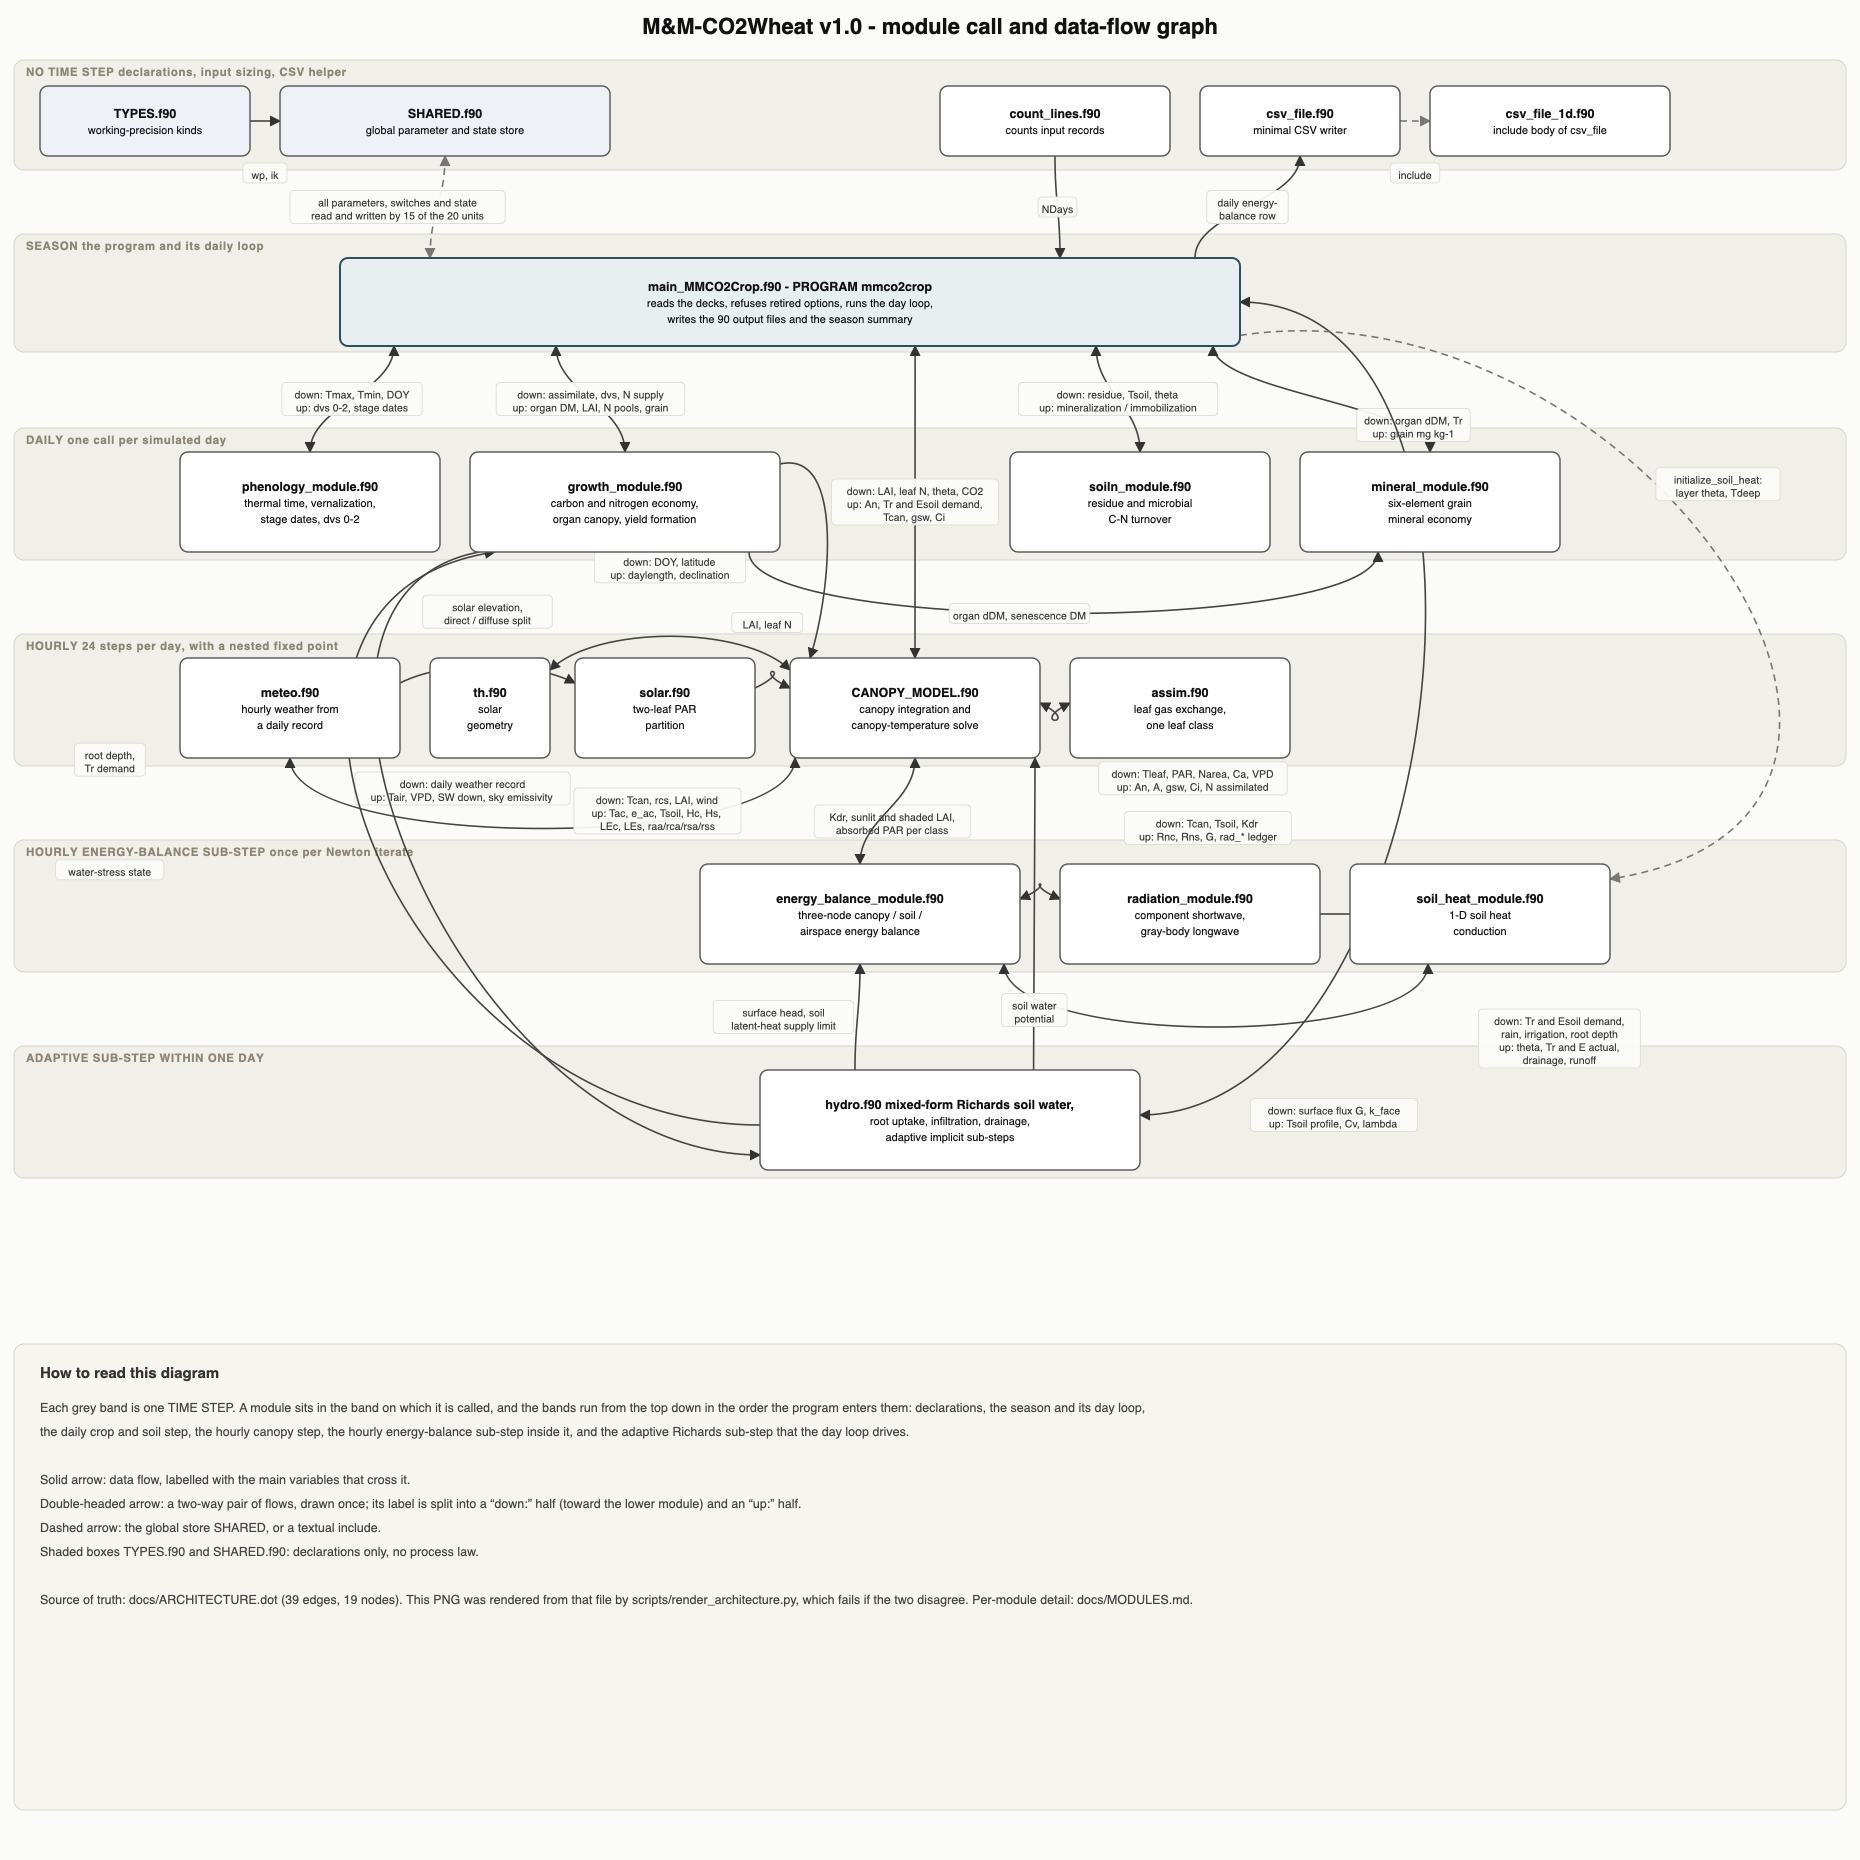 M&M-CO2Wheat v1.0 - module call and data-flow graph
NO TIME STEP declarations, input sizing, CSV helper
TYPES.f90
working-precision kinds
SHARED.f90
global parameter and state store
count_lines.f90
counts input records
csv_file.f90
minimal CSV writer
csv_file_1d.f90
include body of csv_file
wp, ik
include
all parameters, switches and state
read and written by 15 of the 20 units
NDays
daily energy-
balance row
SEASON the program and its daily loop
main_MMCO2Crop.f90 - PROGRAM mmco2crop
reads the decks, refuses retired options, runs the day loop,
writes the 90 output files and the season summary
down: Tmax, Tmin, DOY
up: dvs 0-2, stage dates
down: assimilate, dvs, N supply
up: organ DM, LAI, N pools, grain
down: residue, Tsoil, theta
up: mineralization / immobilization
down: organ dDM, Tr
up: grain mg kg-1
DAILY one call per simulated day
phenology_module.f90
thermal time, vernalization,
stage dates, dvs 0-2
growth_module.f90
carbon and nitrogen economy,
organ canopy, yield formation
down: LAI, leaf N, theta, CO2
up: An, Tr and Esoil demand,
Tcan, gsw, Ci
soiln_module.f90
residue and microbial
C-N turnover
mineral_module.f90
six-element grain
mineral economy
initialize_soil_heat:
layer theta, Tdeep
down: DOY, latitude
up: daylength, declination
solar elevation,
direct / diffuse split
LAI, leaf N
organ dDM, senescence DM
HOURLY 24 steps per day, with a nested fixed point
meteo.f90
hourly weather from
a daily record
th.f90
solar
geometry
solar.f90
two-leaf PAR
partition
CANOPY_MODEL.f90
canopy integration and
canopy-temperature solve
assim.f90
leaf gas exchange,
one leaf class
root depth,
Tr demand
down: daily weather record
up: Tair, VPD, SW down, sky emissivity
down: Tcan, rcs, LAI, wind
up: Tac, e_ac, Tsoil, Hc, Hs,
LEc, LEs, raa/rca/rsa/rss
Kdr, sunlit and shaded LAI,
absorbed PAR per class
down: Tleaf, PAR, Narea, Ca, VPD
up: An, A, gsw, Ci, N assimilated
down: Tcan, Tsoil, Kdr
up: Rnc, Rns, G, rad_* ledger
HOURLY ENERGY-BALANCE SUB-STEP once per Newton iterate
water-stress state
energy_balance_module.f90
three-node canopy / soil /
airspace energy balance
radiation_module.f90
component shortwave,
gray-body longwave
soil_heat_module.f90
1-D soil heat
conduction
surface head, soil
latent-heat supply limit
soil water
potential
down: Tr and Esoil demand,
rain, irrigation, root depth
up: theta, Tr and E actual,
drainage, runoff
ADAPTIVE SUB-STEP WITHIN ONE DAY
hydro.f90 mixed-form Richards soil water,
root uptake, infiltration, drainage,
adaptive implicit sub-steps
down: surface flux G, k_face
up: Tsoil profile, Cv, lambda
How to read this diagram
Each grey band is one TIME STEP. A module sits in the band on which it is called, and the bands run from the top down in the order the program enters them: declarations, the season and its day loop,
the daily crop and soil step, the hourly canopy step, the hourly energy-balance sub-step inside it, and the adaptive Richards sub-step that the day loop drives.
Solid arrow: data flow, labelled with the main variables that cross it.
Double-headed arrow: a two-way pair of flows, drawn once; its label is split into a “down:” half (toward the lower module) and an “up:” half.
Dashed arrow: the global store SHARED, or a textual include.
Shaded boxes TYPES.f90 and SHARED.f90: declarations only, no process law.
Source of truth: docs/ARCHITECTURE.dot (39 edges, 19 nodes). This PNG was rendered from that file by scripts/render_architecture.py, which fails if the two disagree. Per-module detail: docs/MODULES.md.